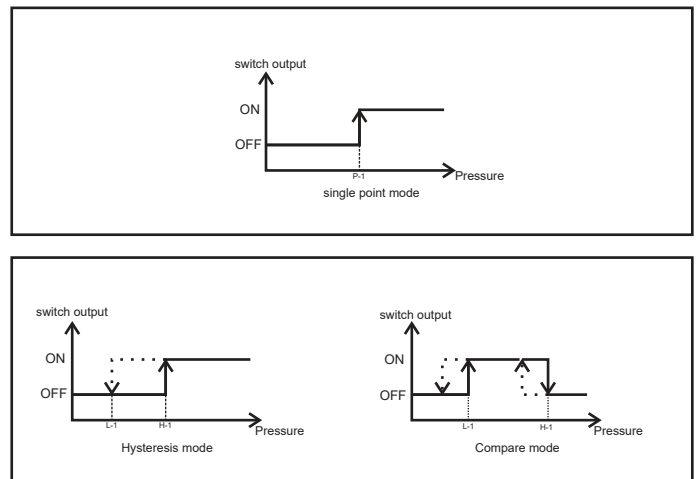 switch output
ON
OFF
P-1
Pressure
single point mode
switch output
ON
OFF
L-1
H-1
Pressure
Hysteresis mode
switch output
ON
OFF
L-1
H-1
Pressure
Compare mode